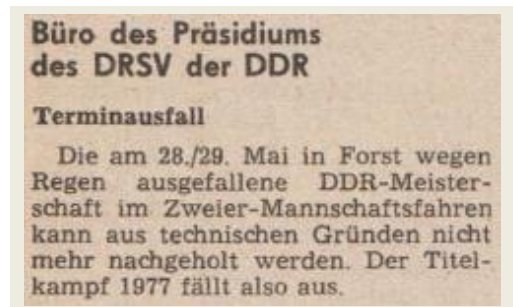 Büro des Präsidiums
des DRSV der DDR
Terminausfall
Die am 28./29. Mai in Forst wegen
Regen ausgefallene DDR-Meister-
schaft im Zweier-Mannschaftsfahren
kann aus technischen Gründen nicht
mehr nachgeholt werden. Der Titel-
kampf 1977 fällt also aus.